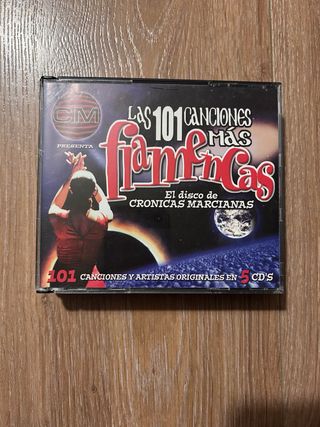 CM
PRESENTA
LAS 101 CANCIONES
MÁS
flamencas
El disco de
CRONICAS MARCIANAS
101 CANCIONES Y ARTISTAS ORIGINALES EN 5 CD'S